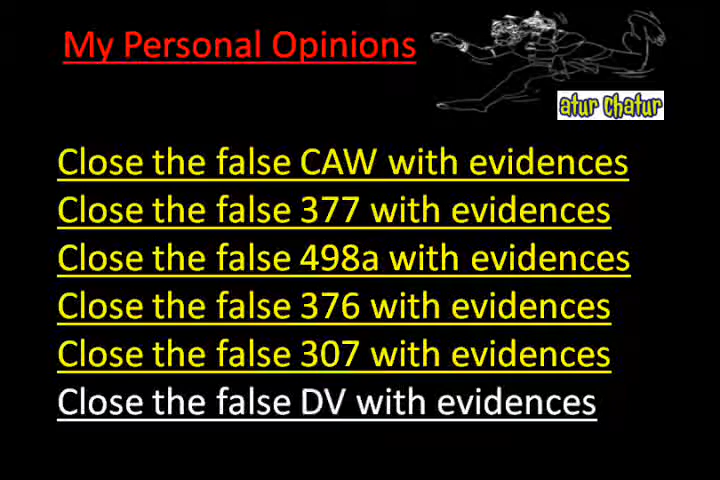 My Personal Opinions
atur chatur
Close the false CAW with evidences
Close the false 377 with evidences
Close the false 498a with evidences
Close the false 376 with evidences
Close the false 307 with evidences
Close the false DV with evidences